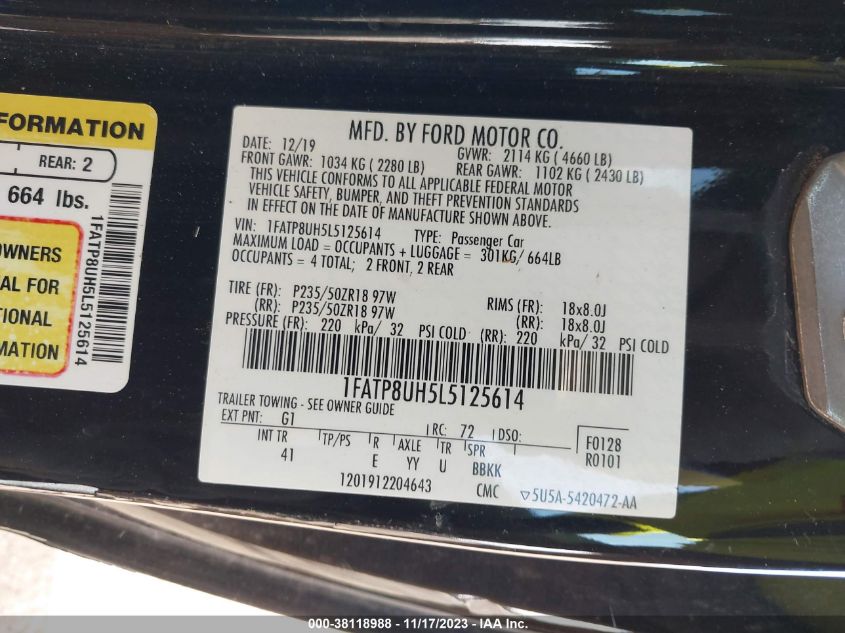 FORMATION
REAR: 2
664 lbs.
OWNERS
AL FOR
TIONAL
MATION
1FATP8UH5L5125614
MFD. BY FORD MOTOR CO.
DATE: 12/19 GVWR: 2114 KG ( 4660 LB)
FRONT GAWR: 1034 KG ( 2280 LB) REAR GAWR: 1102 KG ( 2430 LB)
THIS VEHICLE CONFORMS TO ALL APPLICABLE FEDERAL MOTOR
VEHICLE SAFETY, BUMPER, AND THEFT PREVENTION STANDARDS
IN EFFECT ON THE DATE OF MANUFACTURE SHOWN ABOVE.
VIN: 1FATP8UH5L5125614 TYPE: Passenger Car
MAXIMUM LOAD = OCCUPANTS + LUGGAGE = 301KG/ 664LB
OCCUPANTS = 4 TOTAL; 2 FRONT, 2 REAR
TIRE (FR): P235/50ZR18 97W RIMS (FR): 18x8.0J
(RR): P235/50ZR18 97W (RR): 18x8.0J
PRESSURE (FR): 220 kPa/ 32 PSI COLD (RR): 220 kPa/ 32 PSI COLD
1FATP8UH5L5125614
TRAILER TOWING - SEE OWNER GUIDE
EXT PNT: G1 RC: 72 DSO: F0128
INT TR TP/PS R AXLE TR SPR R0101
41 E YY U BBKK
1201912204643 CMC ▽5U5A-5420472-AA
000-38118988 - 11/17/2023 - IAA Inc.